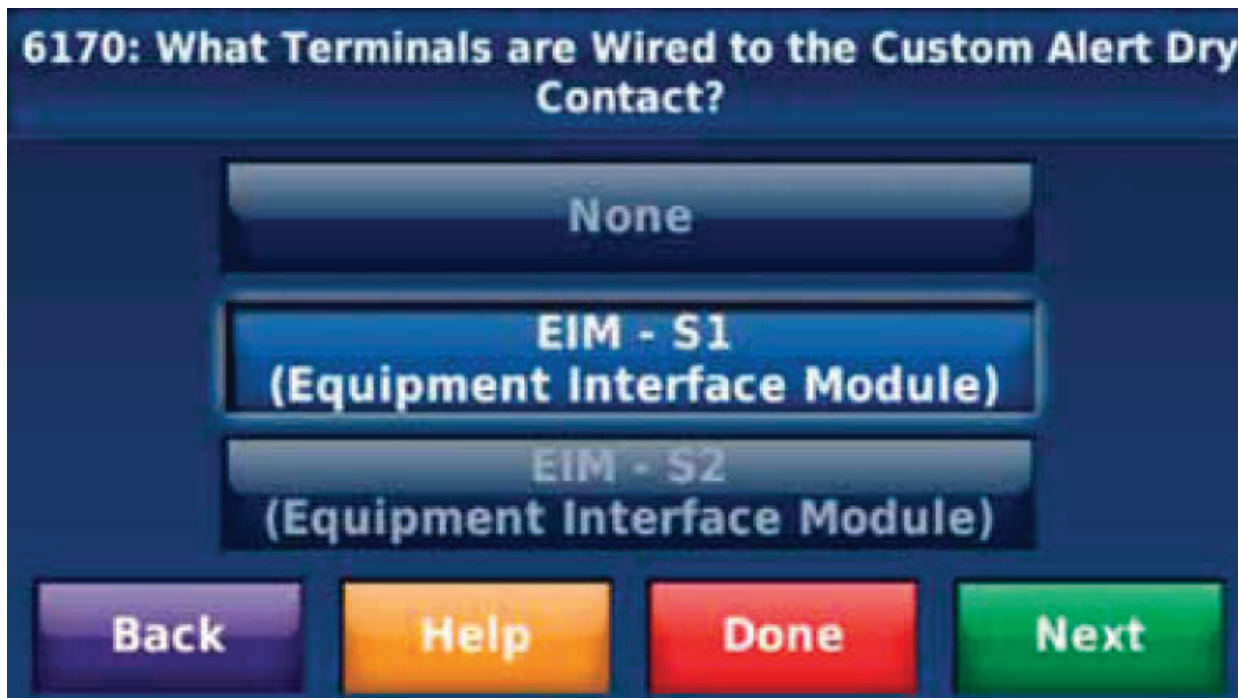 6170: What Terminals are Wired to the Custom Alert Dry
Contact?
None
EIM - S1
(Equipment Interface Module)
EIM - S2
(Equipment Interface Module)
Back
Help
Done
Next